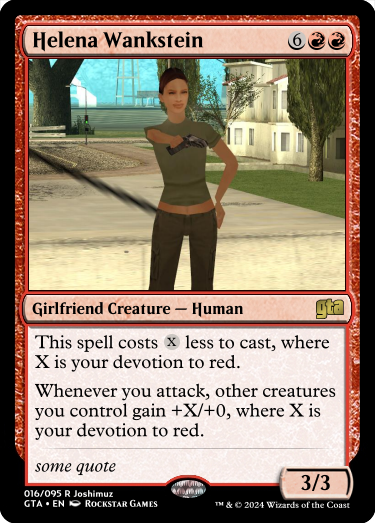 Helena Wankstein 6
gta
Girlfriend Creature — Human
This spell costs X less to cast, where
X is your devotion to red.
Whenever you attack, other creatures
you control gain +X/+0, where X is
your devotion to red.
some quote
3/3
016/095 R Joshimuz
GTA • EN Rockstar Games
™ & © 2024 Wizards of the Coast